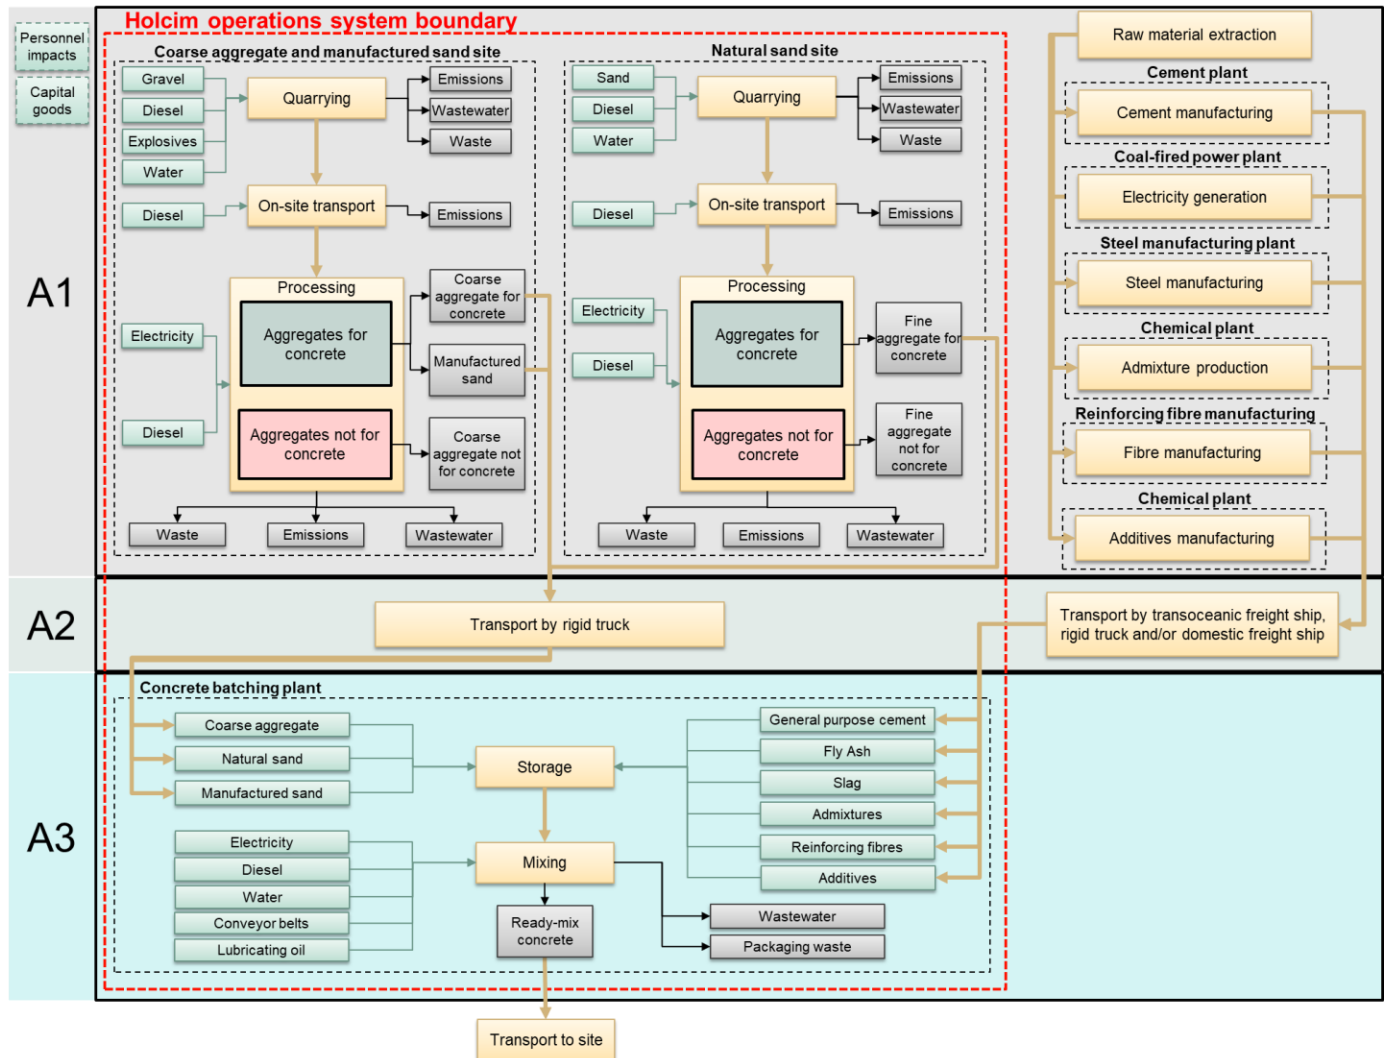 Holcim operations system boundary
Personnel
impacts
Capital
goods
A1
Coarse aggregate and manufactured sand site
Gravel
Diesel
Explosives
Water
Quarrying
Emissions
Wastewater
Waste
Diesel
On-site transport
Emissions
Processing
Electricity
Diesel
Aggregates for
concrete
Aggregates not for
concrete
Coarse
aggregate for
concrete
Manufactured
sand
Coarse
aggregate not
for concrete
Waste
Emissions
Wastewater
Natural sand site
Sand
Diesel
Water
Quarrying
Emissions
Wastewater
Waste
Diesel
On-site transport
Emissions
Processing
Electricity
Diesel
Aggregates for
concrete
Aggregates not for
concrete
Fine
aggregate for
concrete
Fine
aggregate
not for
concrete
Waste
Emissions
Wastewater
Raw material extraction
Cement plant
Cement manufacturing
Coal-fired power plant
Electricity generation
Steel manufacturing plant
Steel manufacturing
Chemical plant
Admixture production
Reinforcing fibre manufacturing
Fibre manufacturing
Chemical plant
Additives manufacturing
A2
Transport by rigid truck
Transport by transoceanic freight ship,
rigid truck and/or domestic freight ship
A3
Concrete batching plant
Coarse aggregate
Natural sand
Manufactured sand
Electricity
Diesel
Water
Conveyor belts
Lubricating oil
Storage
Mixing
Ready-mix
concrete
General purpose cement
Fly Ash
Slag
Admixtures
Reinforcing fibres
Additives
Wastewater
Packaging waste
Transport to site